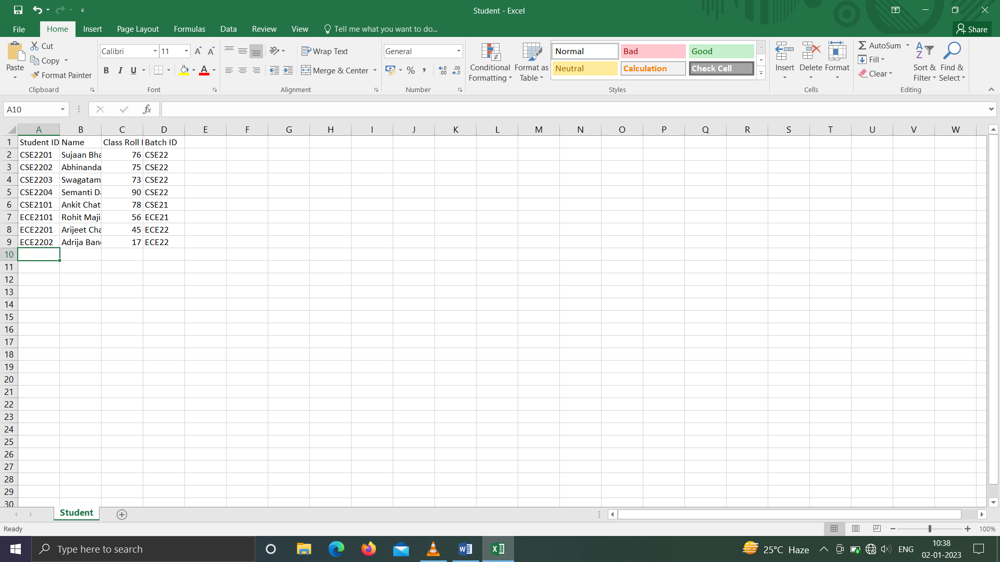 Student - Excel
File Home Insert Page Layout Formulas Data Review View Tell me what you want to do... Share
Cut
Copy
Format Painter
Paste
Clipboard
Calibri 11
B I U
Font
Wrap Text
Merge & Center
Alignment
General
Number
Conditional Formatting
Format as Table
Normal Bad Good
Neutral Calculation Check Cell
Styles
Insert Delete Format
Cells
AutoSum
Fill
Clear
Sort & Filter
Find & Select
Editing
A10
fx
A B C D E F G H I J K L M N O P Q R S T U V W
1 Student ID Name Class Roll Batch ID
2 CSE2201 Sujaan Bha 76 CSE22
3 CSE2202 Abhinanda 75 CSE22
4 CSE2203 Swagatam 73 CSE22
5 CSE2204 Semanti Da 90 CSE22
6 CSE2101 Ankit Chat 78 CSE21
7 ECE2101 Rohit Maji 56 ECE21
8 ECE2201 Arijeet Cha 45 ECE22
9 ECE2202 Adrija Ban 17 ECE22
10
11
12
13
14
15
16
17
18
19
20
21
22
23
24
25
26
27
28
29
30
Student
Ready
100%
Type here to search
25°C Haze
ENG
10:38
02-01-2023